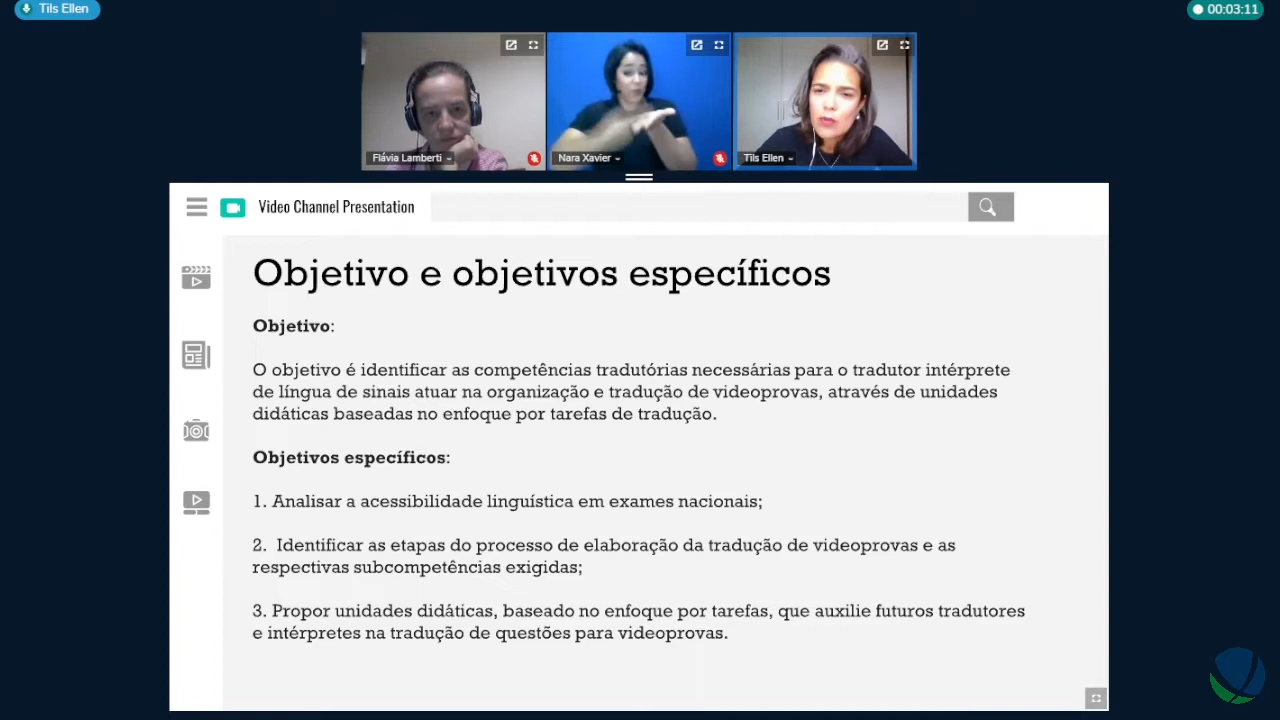 Tils Ellen
00:03:11
Flávia Lamberti
Nara Xavier
Tils Ellen
Video Channel Presentation
Objetivo e objetivos específicos
Objetivo:
O objetivo é identificar as competências tradutórias necessárias para o tradutor intérprete
de língua de sinais atuar na organização e tradução de videoprovas, através de unidades
didáticas baseadas no enfoque por tarefas de tradução.
Objetivos específicos:
1. Analisar a acessibilidade linguística em exames nacionais;
2. Identificar as etapas do processo de elaboração da tradução de videoprovas e as
respectivas subcompetências exigidas;
3. Propor unidades didáticas, baseado no enfoque por tarefas, que auxilie futuros tradutores
e intérpretes na tradução de questões para videoprovas.